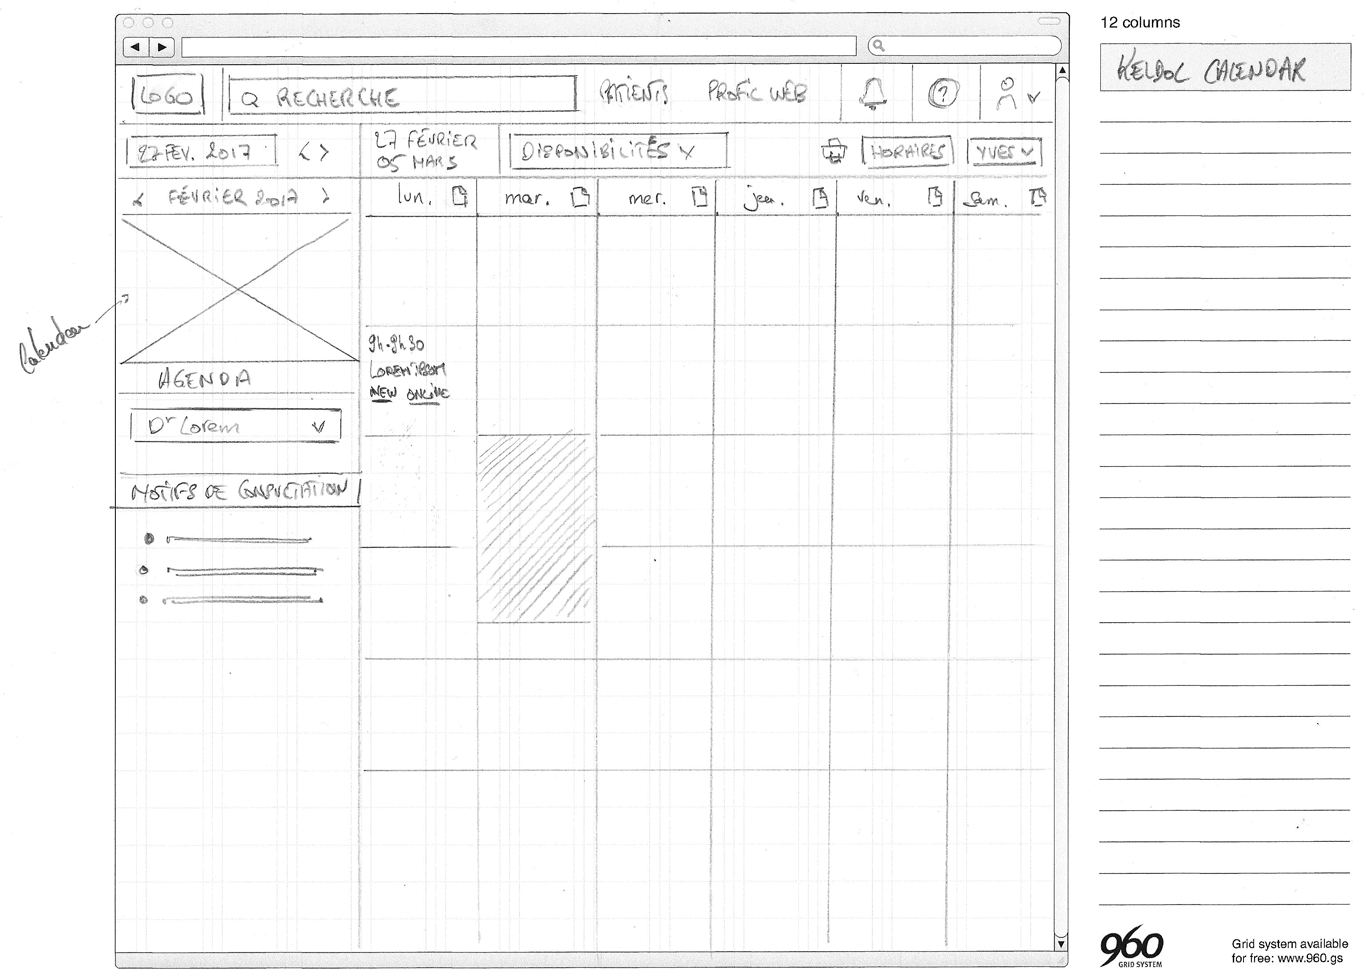 12 columns
KELDOC CALENDAR
LOGO
RECHERCHE
PATIENTS
PROFIL WEB
?
27 FEV. 2017
< >
27 FÉVRIER
05 MARS
DISPONIBILITÉS
HORAIRES
YVES
< FÉVRIER 2017 >
lun.
mar.
mer.
jeu.
ven.
Sam.
Calendar
9h-9h30
LOREM IPSUM
NEW ONLINE
AGENDA
Dr Lorem
MOTIFS DE CONSULTATION
960
GRID SYSTEM
Grid system available
for free: www.960.gs